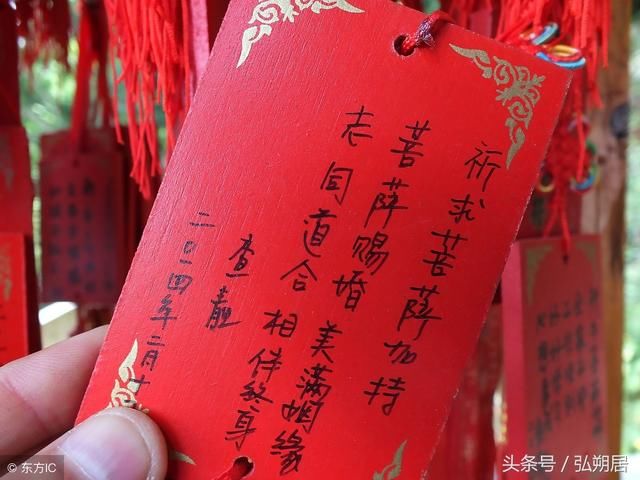 祈求菩萨加持
菩萨赐婚 美满姻缘
志同道合 相侍终身
查
二〇一四年二月十
© 东方IC
头条号 / 弘朔居